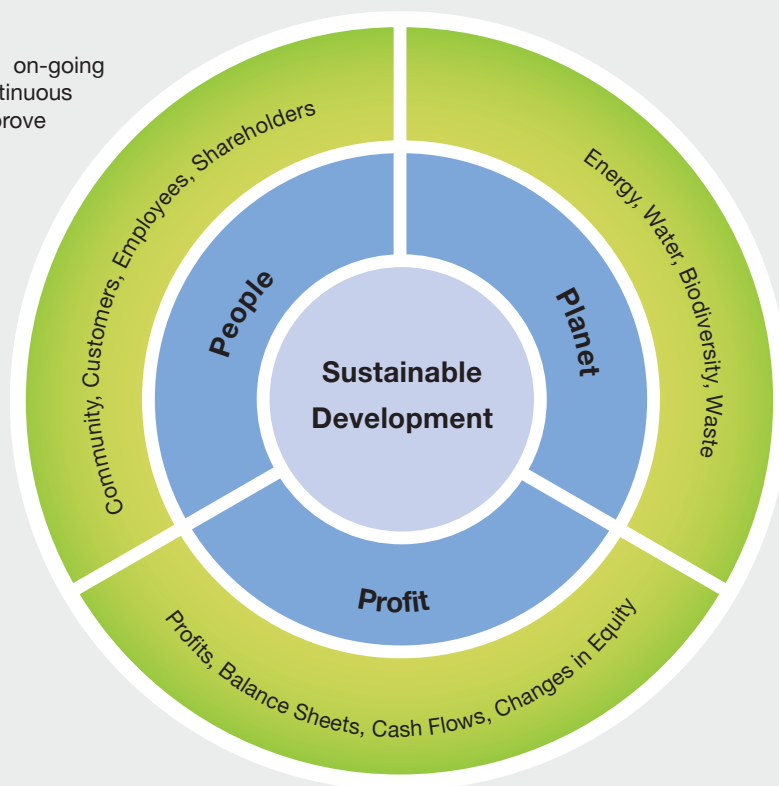 on-going
tinuous
prove
Community, Customers, Employees, Shareholders
Energy, Water, Biodiversity, Waste
People
Planet
Sustainable
Development
Profit
Profits, Balance Sheets, Cash Flows, Changes in Equity